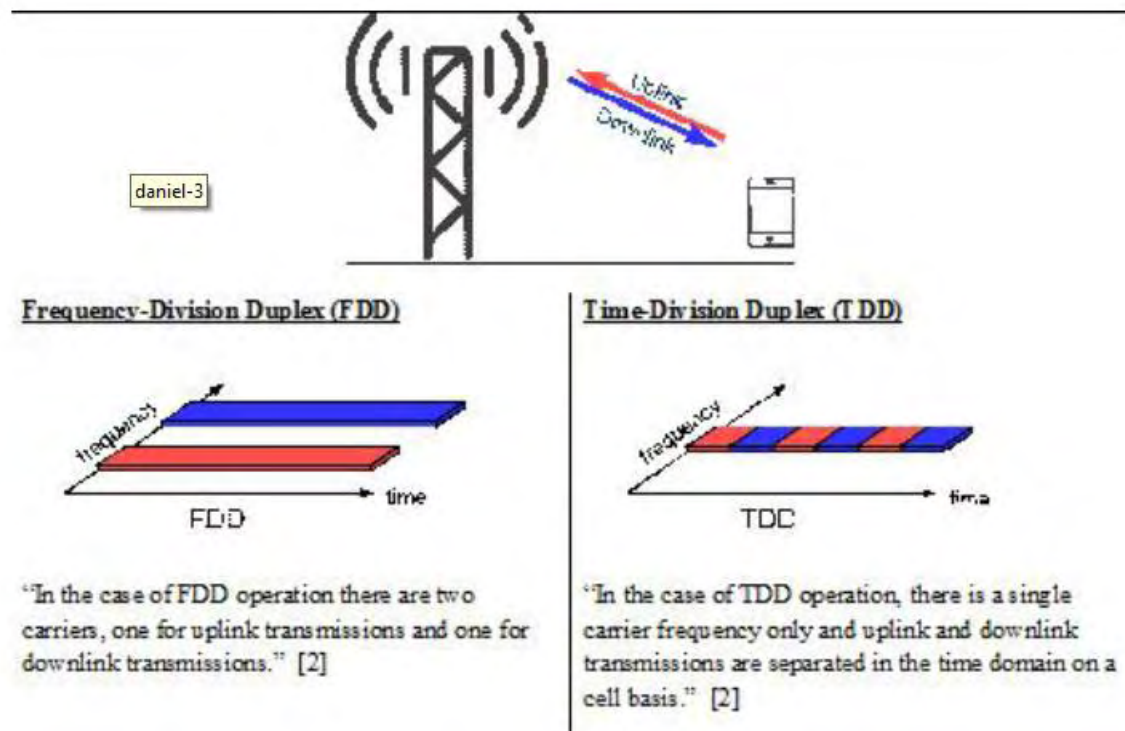 Uplink
Downlink
daniel-3
Frequency-Division Duplex (FDD)
Time-Division Duplex (TDD)
frequency
time
FDD
frequency
time
TDD
“In the case of FDD operation there are two
carriers, one for uplink transmissions and one for
downlink transmissions.” [2]
“In the case of TDD operation, there is a single
carrier frequency only and uplink and downlink
transmissions are separated in the time domain on a
cell basis.” [2]